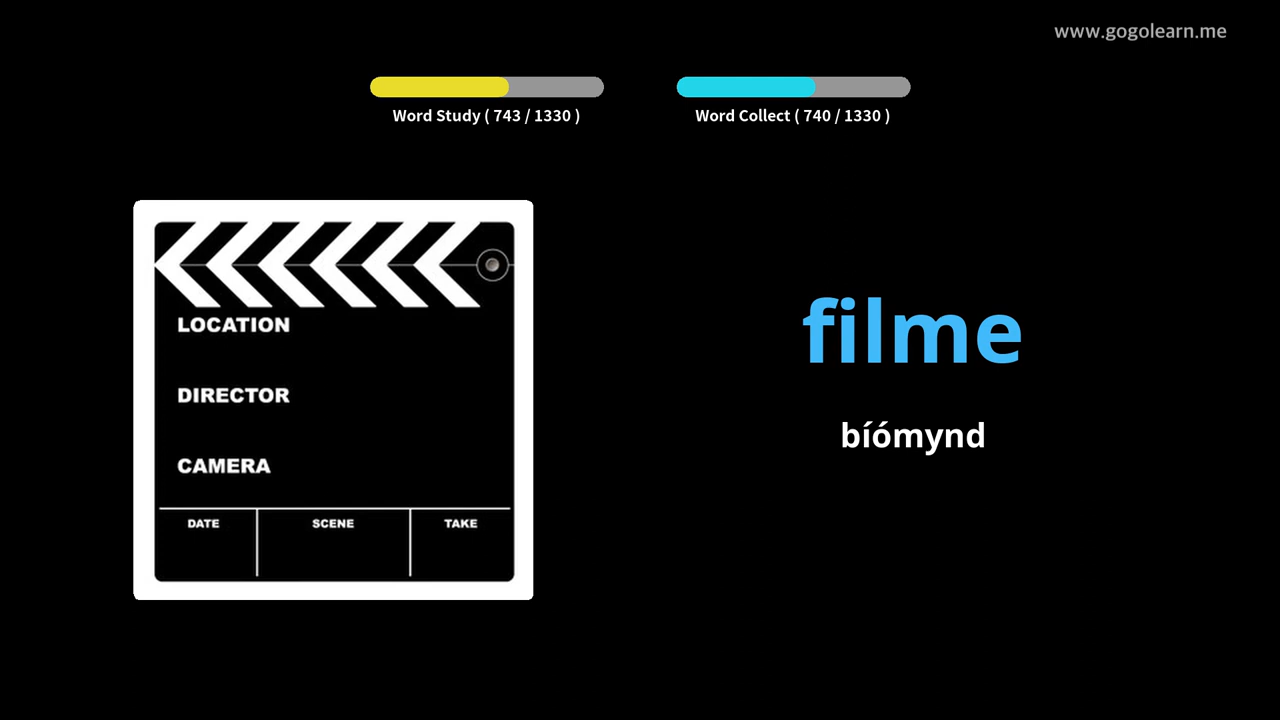 www.gogolearn.me
Word Study ( 743 / 1330 )
Word Collect ( 740 / 1330 )
LOCATION
DIRECTOR
CAMERA
DATE
SCENE
TAKE
filme
bíómynd